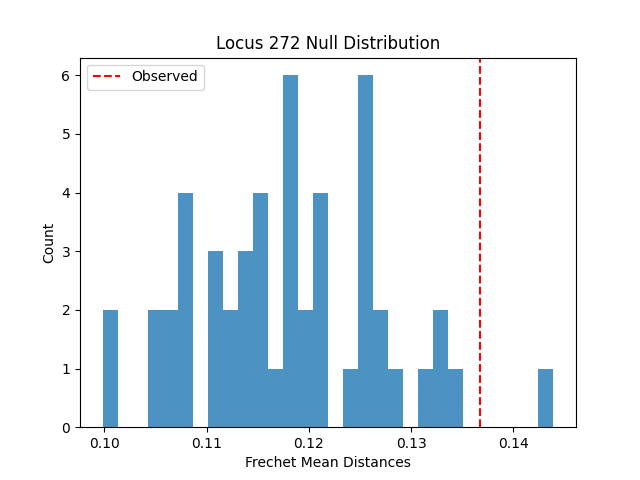 Locus 272 Null Distribution
Observed
6
5
4
3
2
1
0
Count
0.10 0.11 0.12 0.13 0.14
Frechet Mean Distances